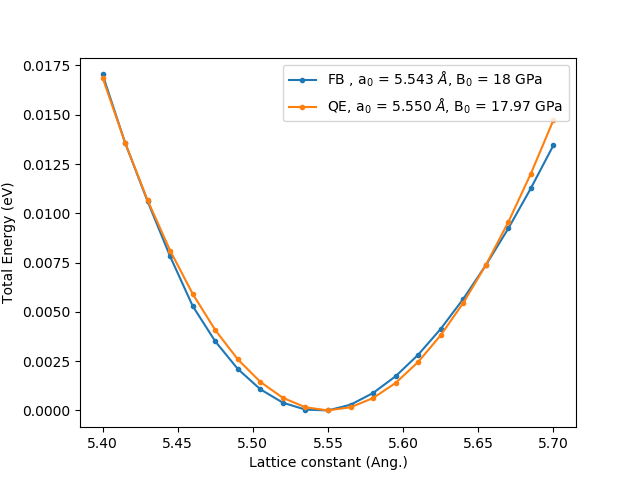 FB , a₀ = 5.543 Å, B₀ = 18 GPa
QE, a₀ = 5.550 Å, B₀ = 17.97 GPa
Total Energy (eV)
0.0175
0.0150
0.0125
0.0100
0.0075
0.0050
0.0025
0.0000
5.40 5.45 5.50 5.55 5.60 5.65 5.70
Lattice constant (Ang.)